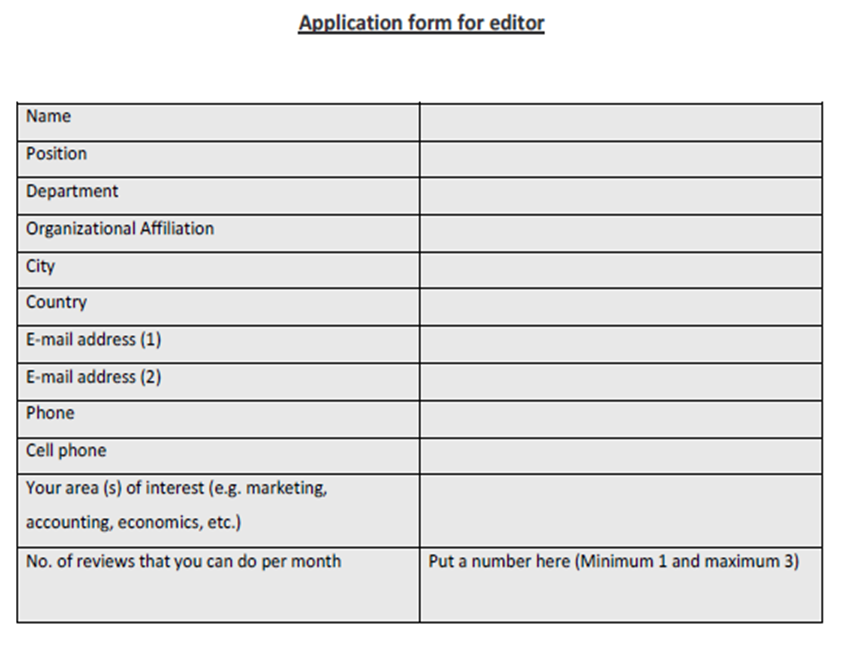 Application form for editor
Name
Position
Department
Organizational Affiliation
City
Country
E-mail address (1)
E-mail address (2)
Phone
Cell phone
Your area (s) of interest (e.g. marketing,
accounting, economics, etc.)
No. of reviews that you can do per month
Put a number here (Minimum 1 and maximum 3)